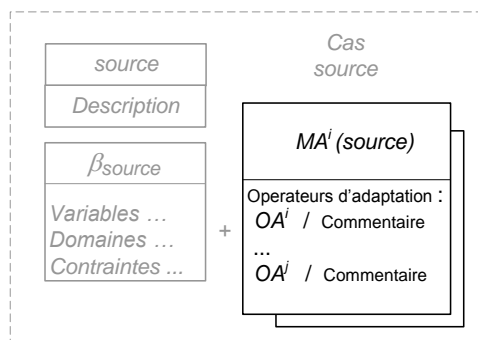 Cas
source
source
Description
βsource
Variables …
Domaines …
Contraintes ...
+
MAⁱ (source)
Operateurs d'adaptation :
OAⁱ / Commentaire
...
OAʲ / Commentaire